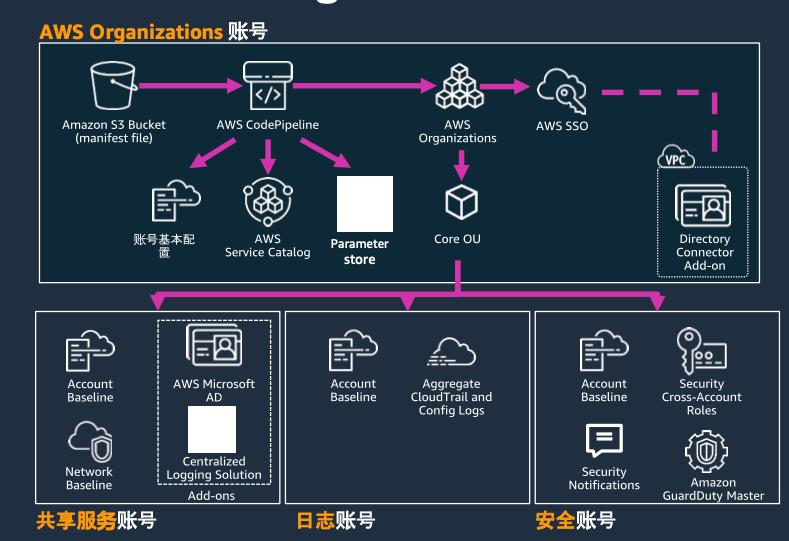 AWS Organizations 账号
Amazon S3 Bucket
(manifest file)
AWS CodePipeline
AWS
Organizations
AWS SSO
VPC
账号基本配
置
AWS
Service Catalog
Parameter
store
Core OU
Directory
Connector
Add-on
Account
Baseline
AWS Microsoft
AD
Network
Baseline
Centralized
Logging Solution
Add-ons
共享服务账号
Account
Baseline
Aggregate
CloudTrail and
Config Logs
日志账号
Account
Baseline
Security
Cross-Account
Roles
Security
Notifications
Amazon
GuardDuty Master
安全账号